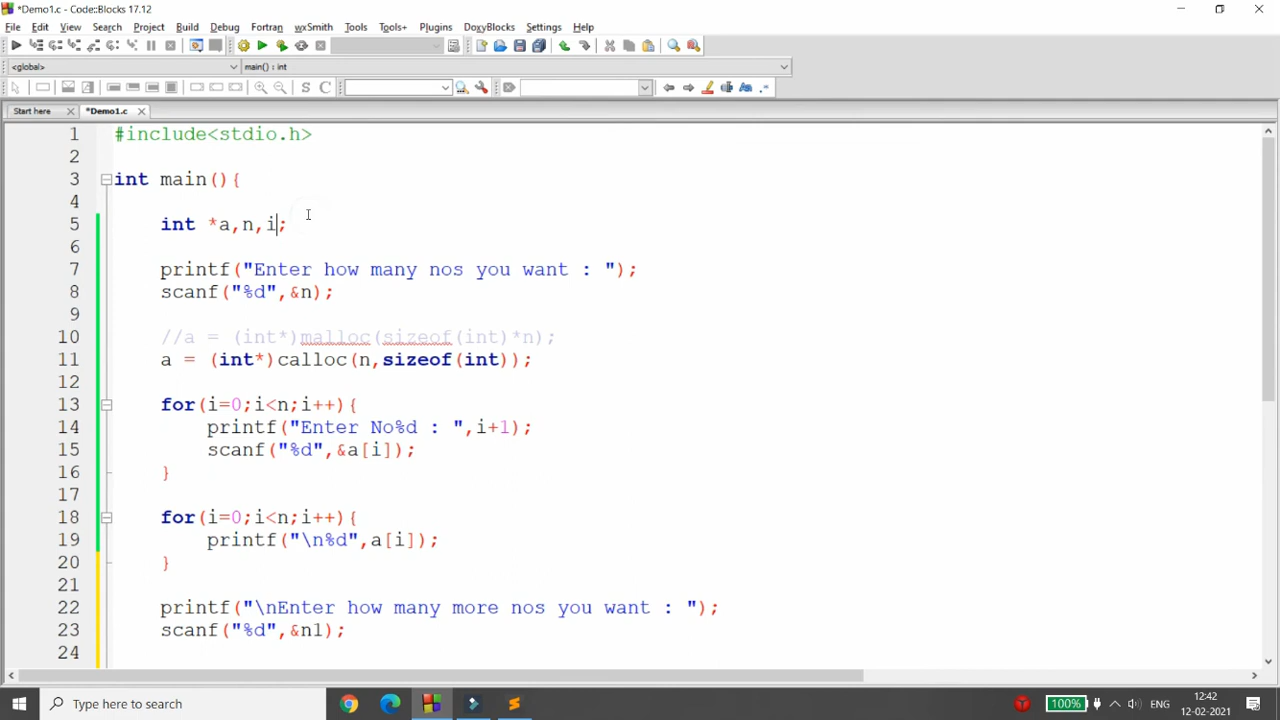 *Demo1.c - Code::Blocks 17.12
File Edit View Search Project Build Debug Fortran wxSmith Tools Tools+ Plugins DoxyBlocks Settings Help
<global> main() : int
S C
Start here *Demo1.c
1 #include<stdio.h>
2
3 int main(){
4
5 int *a,n,i;
6
7 printf("Enter how many nos you want : ");
8 scanf("%d",&n);
9
10 //a = (int*)malloc(sizeof(int)*n);
11 a = (int*)calloc(n,sizeof(int));
12
13 for(i=0;i<n;i++){
14 printf("Enter No%d : ",i+1);
15 scanf("%d",&a[i]);
16 }
17
18 for(i=0;i<n;i++){
19 printf("\n%d",a[i]);
20 }
21
22 printf("\nEnter how many more nos you want : ");
23 scanf("%d",&n1);
24
Type here to search
100% ENG 12:42
12-02-2021